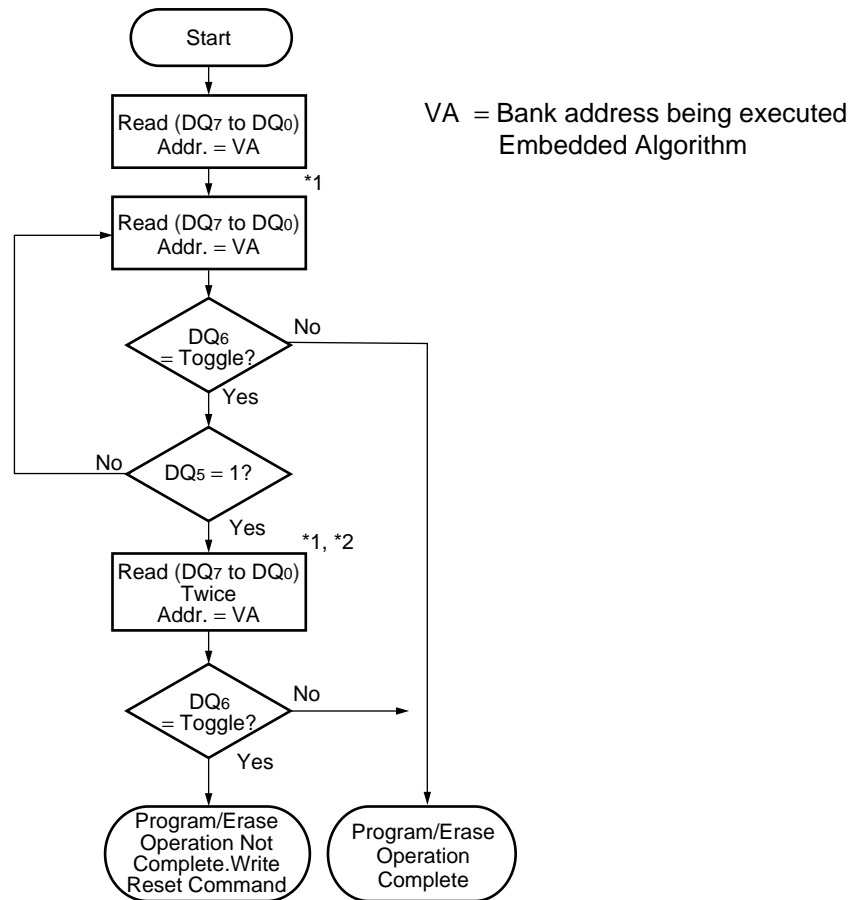 Start
Read (DQ7 to DQ0)
Addr. = VA
VA = Bank address being executed
Embedded Algorithm
*1
Read (DQ7 to DQ0)
Addr. = VA
DQ6
= Toggle?
No
Yes
No
DQ5 = 1?
Yes
*1, *2
Read (DQ7 to DQ0)
Twice
Addr. = VA
DQ6
= Toggle?
No
Yes
Program/Erase
Operation Not
Complete.Write
Reset Command
Program/Erase
Operation
Complete